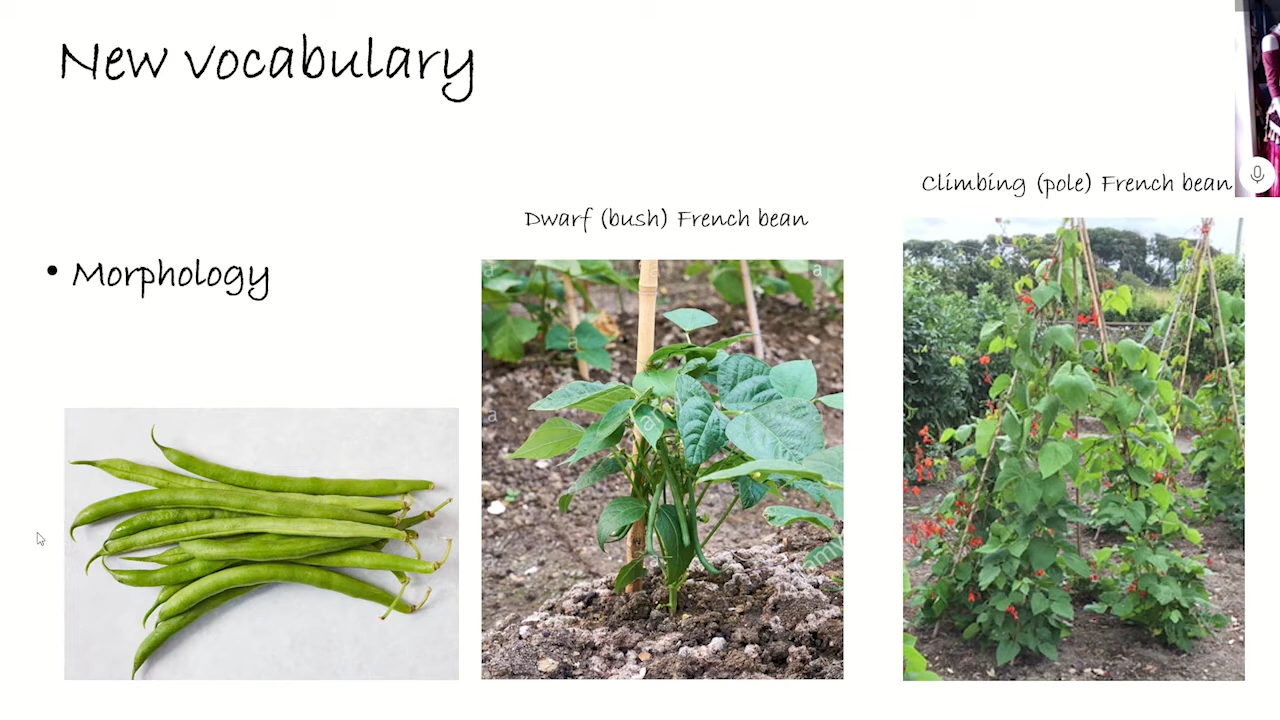 New vocabulary
Climbing (pole) French bean
Dwarf (bush) French bean
• Morphology